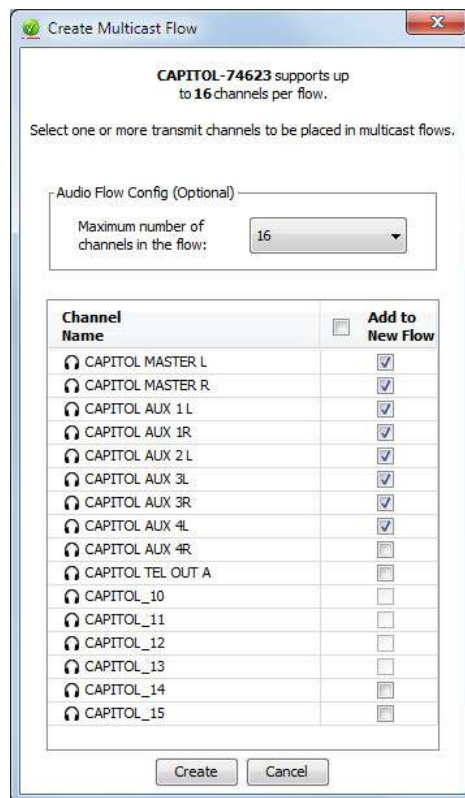 Create Multicast Flow
CAPITOL-74623 supports up
to 16 channels per flow.
Select one or more transmit channels to be placed in multicast flows.
Audio Flow Config (Optional)
Maximum number of
channels in the flow:
16
Channel
Name
Add to
New Flow
CAPITOL MASTER L
CAPITOL MASTER R
CAPITOL AUX 1 L
CAPITOL AUX 1R
CAPITOL AUX 2 L
CAPITOL AUX 3L
CAPITOL AUX 3R
CAPITOL AUX 4L
CAPITOL AUX 4R
CAPITOL TEL OUT A
CAPITOL_10
CAPITOL_11
CAPITOL_12
CAPITOL_13
CAPITOL_14
CAPITOL_15
Create
Cancel